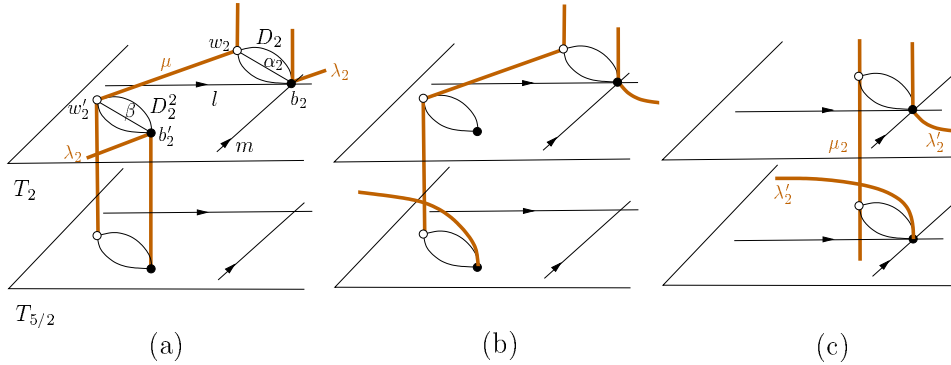 w₂ D₂
μ α₂ λ₂
l b₂
w′₂ β D²₂
b′₂
λ₂ m
T₂
T₅/₂
μ₂ λ′₂
λ′₂
(a) (b) (c)